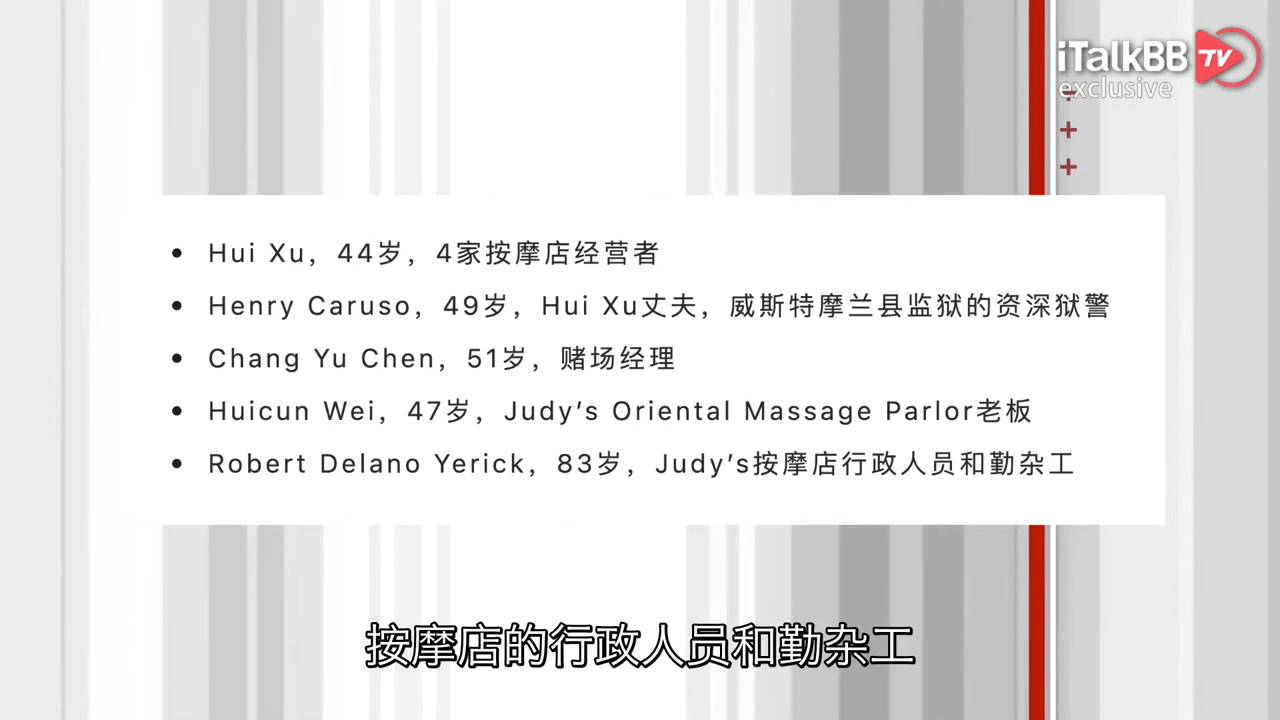 iTalkBB TV
exclusive
• Hui Xu，44岁，4家按摩店经营者
• Henry Caruso，49岁，Hui Xu丈夫，威斯特摩兰县监狱的资深狱警
• Chang Yu Chen，51岁，赌场经理
• Huicun Wei，47岁，Judy’s Oriental Massage Parlor老板
• Robert Delano Yerick，83岁，Judy’s按摩店行政人员和勤杂工
按摩店的行政人员和勤杂工